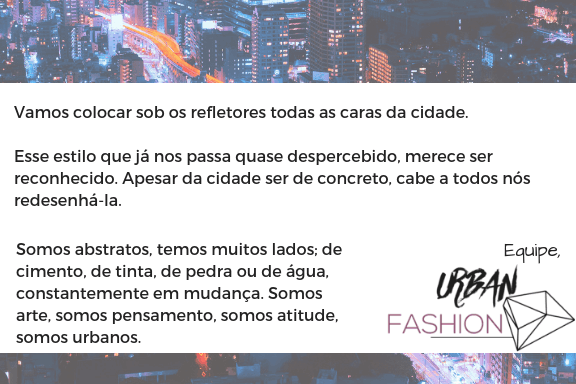 Vamos colocar sob os refletores todas as caras da cidade.
Esse estilo que já nos passa quase despercebido, merece ser
reconhecido. Apesar da cidade ser de concreto, cabe a todos nós
redesenhá-la.
Somos abstratos, temos muitos lados; de
cimento, de tinta, de pedra ou de água,
constantemente em mudança. Somos
arte, somos pensamento, somos atitude,
somos urbanos.
Equipe,
URBAN
FASHION